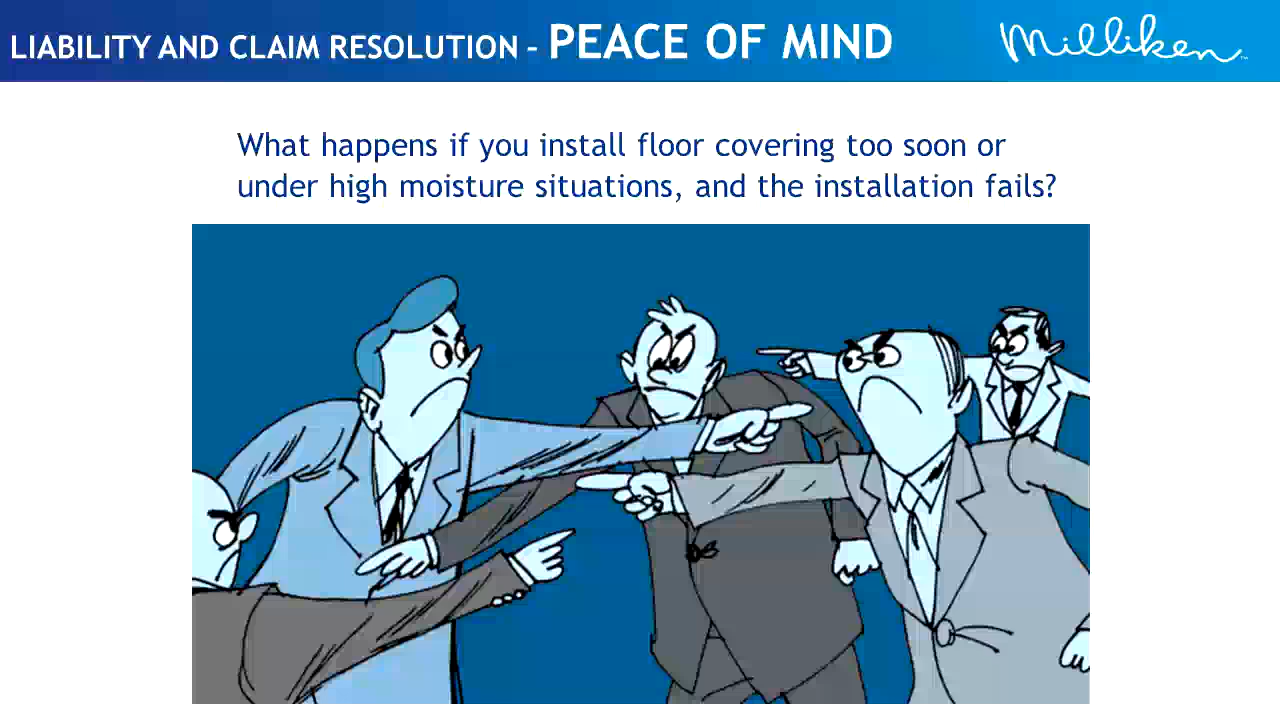 LIABILITY AND CLAIM RESOLUTION – PEACE OF MIND
Milliken™
What happens if you install floor covering too soon or
under high moisture situations, and the installation fails?